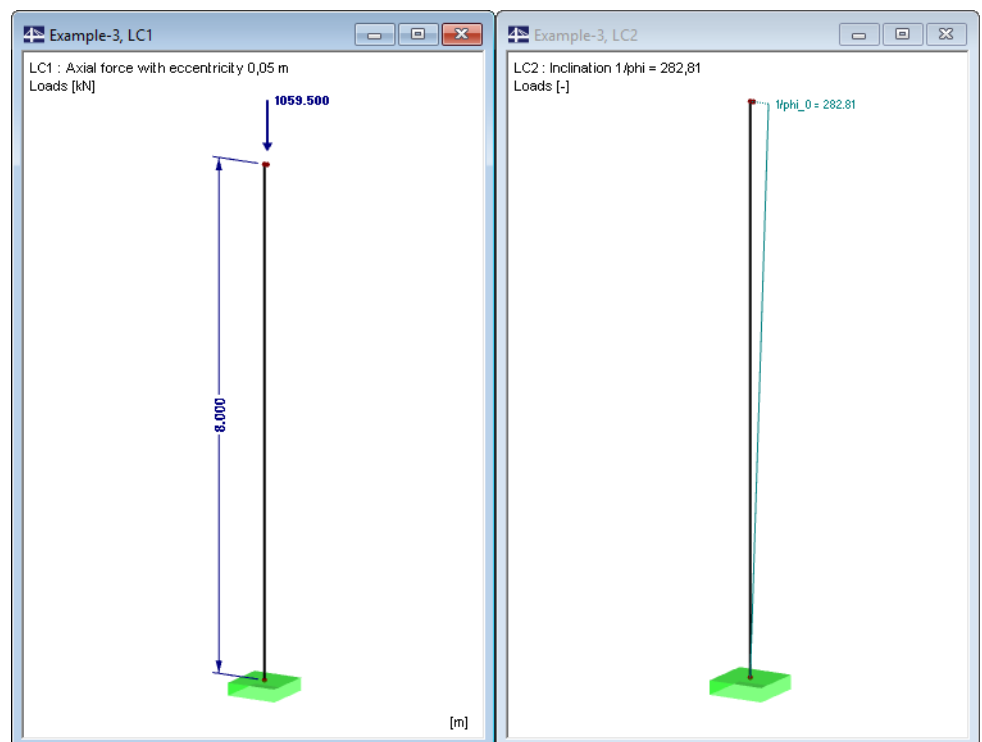 Example-3, LC1
LC1 : Axial force with eccentricity 0,05 m
Loads [kN]
1059.500
8.000
[m]
Example-3, LC2
LC2 : Inclination 1/phi = 282,81
Loads [-]
1/phi_0 = 282.81